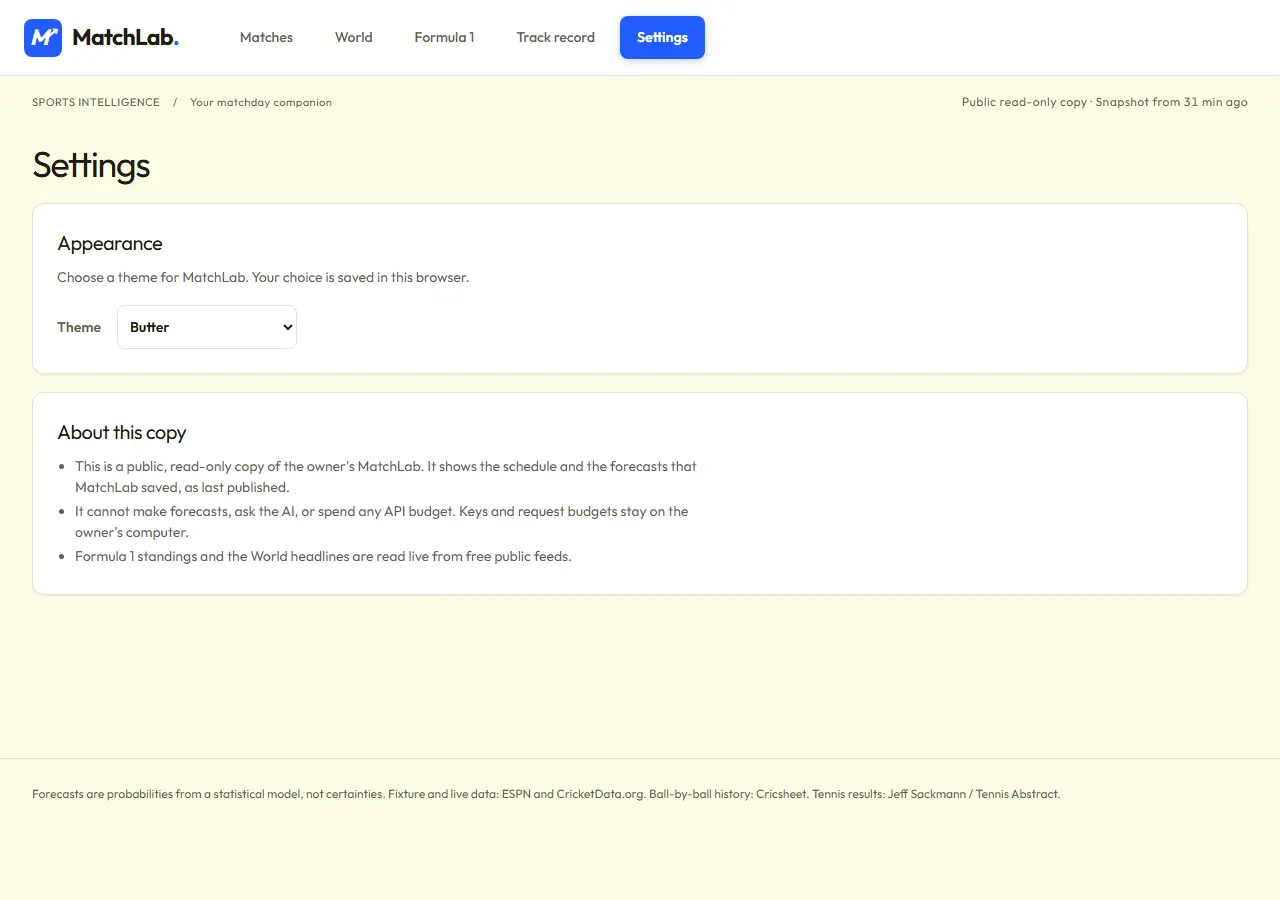 MatchLab.
Matches
World
Formula 1
Track record
Settings
SPORTS INTELLIGENCE / Your matchday companion
Public read-only copy · Snapshot from 31 min ago
Settings
Appearance
Choose a theme for MatchLab. Your choice is saved in this browser.
Theme
Butter
About this copy
• This is a public, read-only copy of the owner's MatchLab. It shows the schedule and the forecasts that
MatchLab saved, as last published.
• It cannot make forecasts, ask the AI, or spend any API budget. Keys and request budgets stay on the
owner's computer.
• Formula 1 standings and the World headlines are read live from free public feeds.
Forecasts are probabilities from a statistical model, not certainties. Fixture and live data: ESPN and CricketData.org. Ball-by-ball history: Cricsheet. Tennis results: Jeff Sackmann / Tennis Abstract.